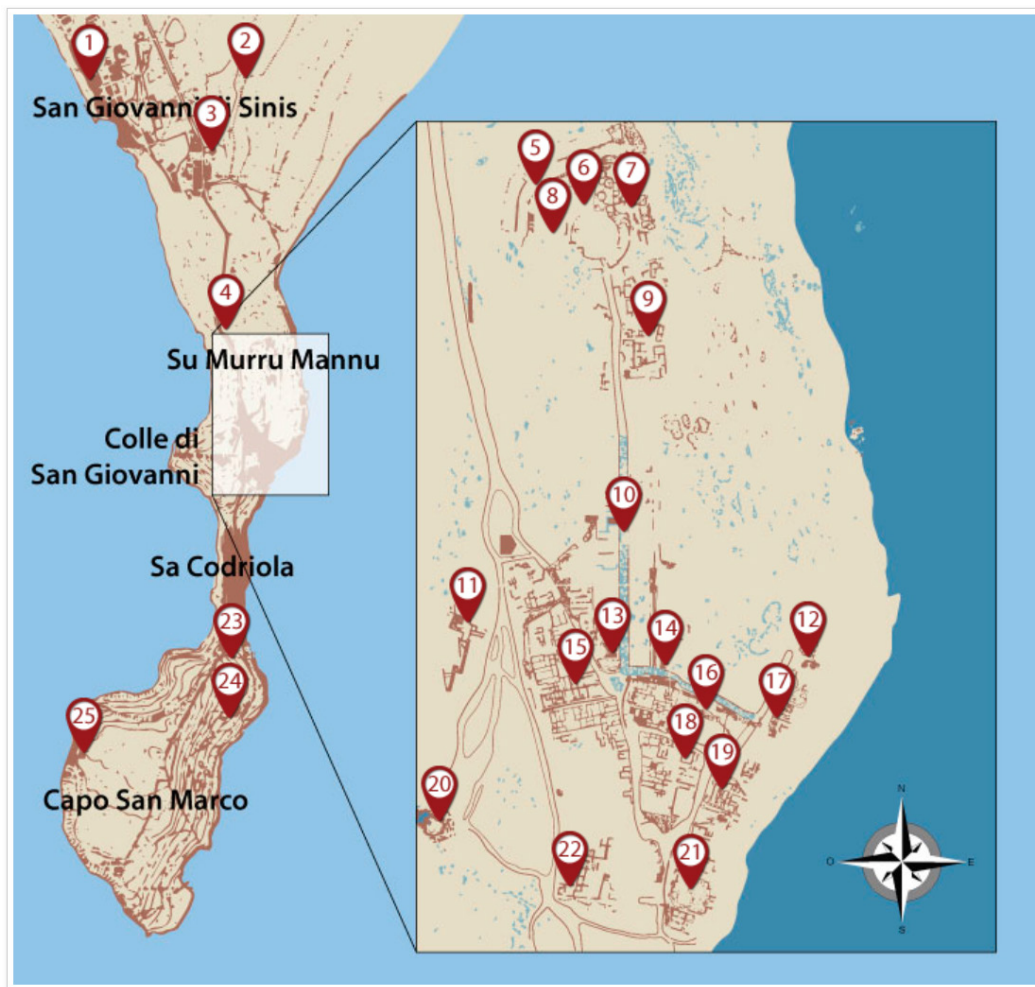 1
2
San Giovanni di Sinis
3
4
Su Murru Mannu
Colle di
San Giovanni
Sa Codriola
23
24
25
Capo San Marco
5
6
7
8
9
10
11
12
13
14
15
16
17
18
19
20
21
22
N
O
E
S